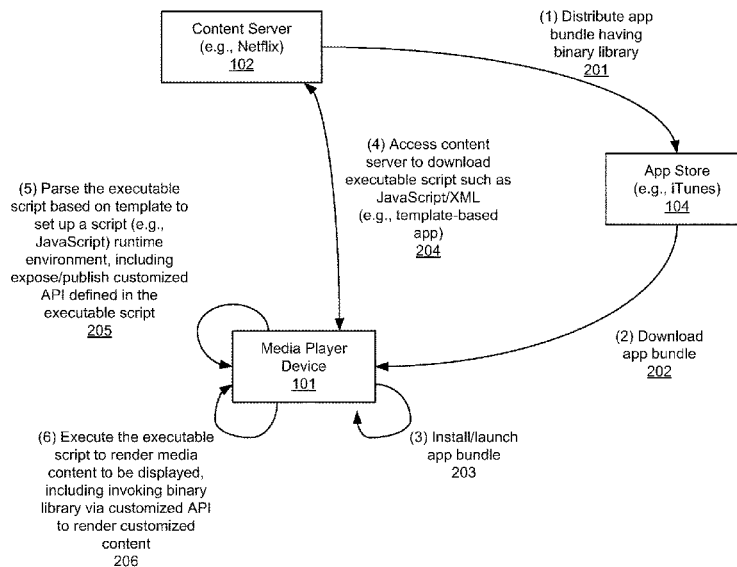 Content Server
(e.g., Netflix)
102
(1) Distribute app
bundle having
binary library
201
(4) Access content
server to download
executable script such as
JavaScript/XML
(e.g., template-based
app)
204
App Store
(e.g., iTunes)
104
(5) Parse the executable
script based on template to
set up a script (e.g.,
JavaScript) runtime
environment, including
expose/publish customized
API defined in the
executable script
205
Media Player
Device
101
(2) Download
app bundle
202
(3) Install/launch
app bundle
203
(6) Execute the executable
script to render media
content to be displayed,
including invoking binary
library via customized API
to render customized
content
206